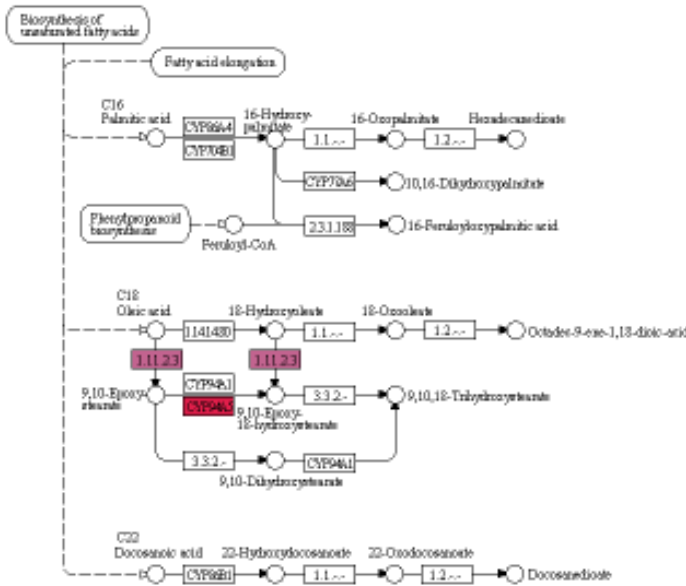 Biosynthesis of
unsaturated fatty acids
Fatty acid elongation
C16
Palmitic acid
CYP86A4
CYP704B1
16-Hydroxy-
palmitate
1.1.-.-
16-Oxopalmitate
1.2.-.-
Hexadecanedioate
10,16-Dihydroxypalmitate
Phenylpropanoid
biosynthesis
Feruloyl-CoA
2.3.1.188
16-Feruloyloxypalmitic acid
C18
Oleic acid
18-Hydroxyoleate
1.1.-.-
18-Oxooleate
1.2.-.-
Octadec-9-ene-1,18-dioic-acid
1.11.2.3
1.11.2.3
9,10-Epoxy-
stearate
CYP94A1
CYP94A5
9,10-Epoxy-
18-hydroxystearate
3.3.2.-
9,10,18-Trihydroxystearate
3.3.2.-
9,10-Dihydroxystearate
CYP94A1
C22
Docosanoic acid
CYP86B1
22-Hydroxydocosanoate
1.1.-.-
22-Oxodocosanoate
1.2.-.-
Docosanedioate